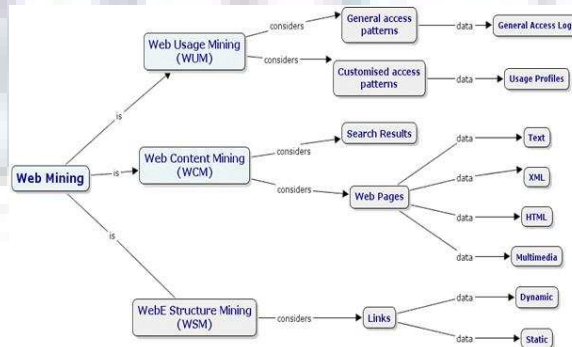 General access
patterns
considers
data
General Access Log
Web Usage Mining
(WUM)
considers
Customised access
patterns
data
Usage Profiles
is
Search Results
considers
Web Content Mining
(WCM)
considers
Web Pages
data
Text
data
XML
data
HTML
data
Multimedia
Web Mining
is
is
WebE Structure Mining
(WSM)
considers
Links
data
Dynamic
data
Static